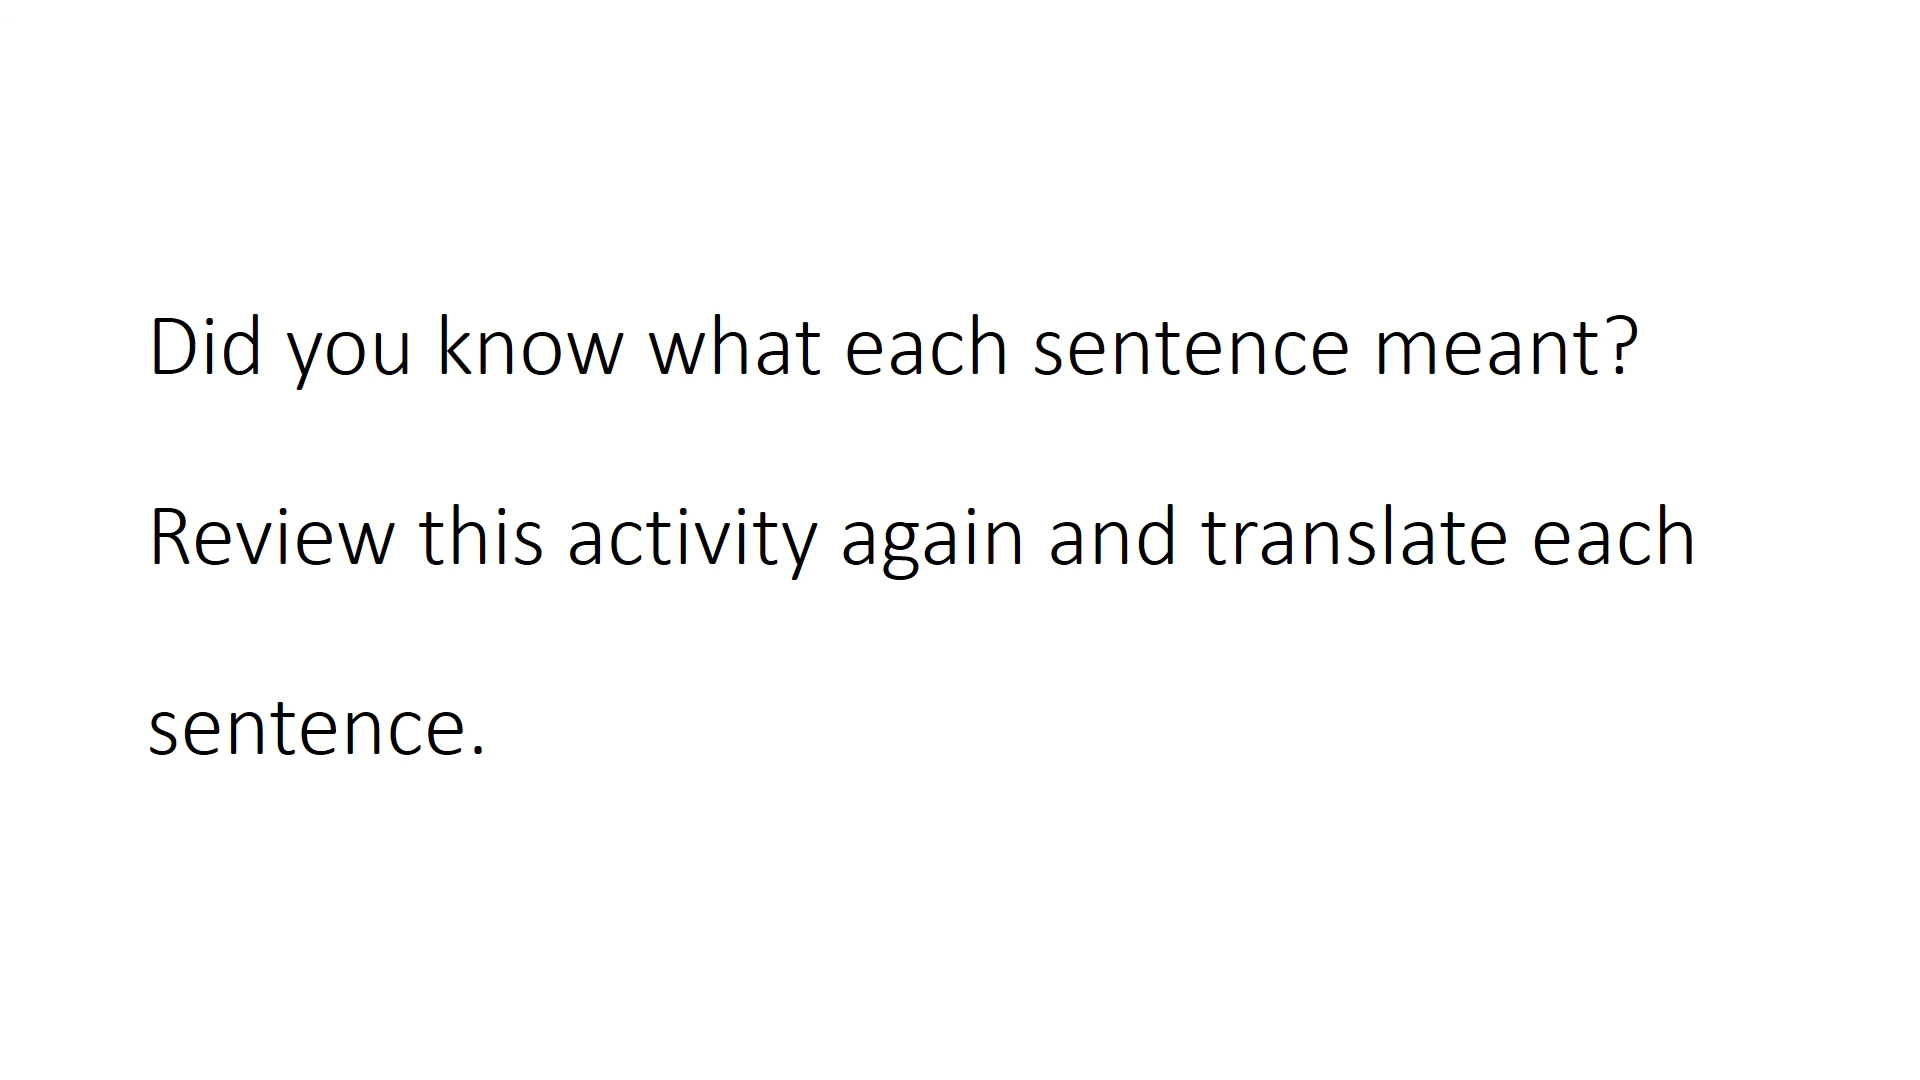 Did you know what each sentence meant?
Review this activity again and translate each
sentence.